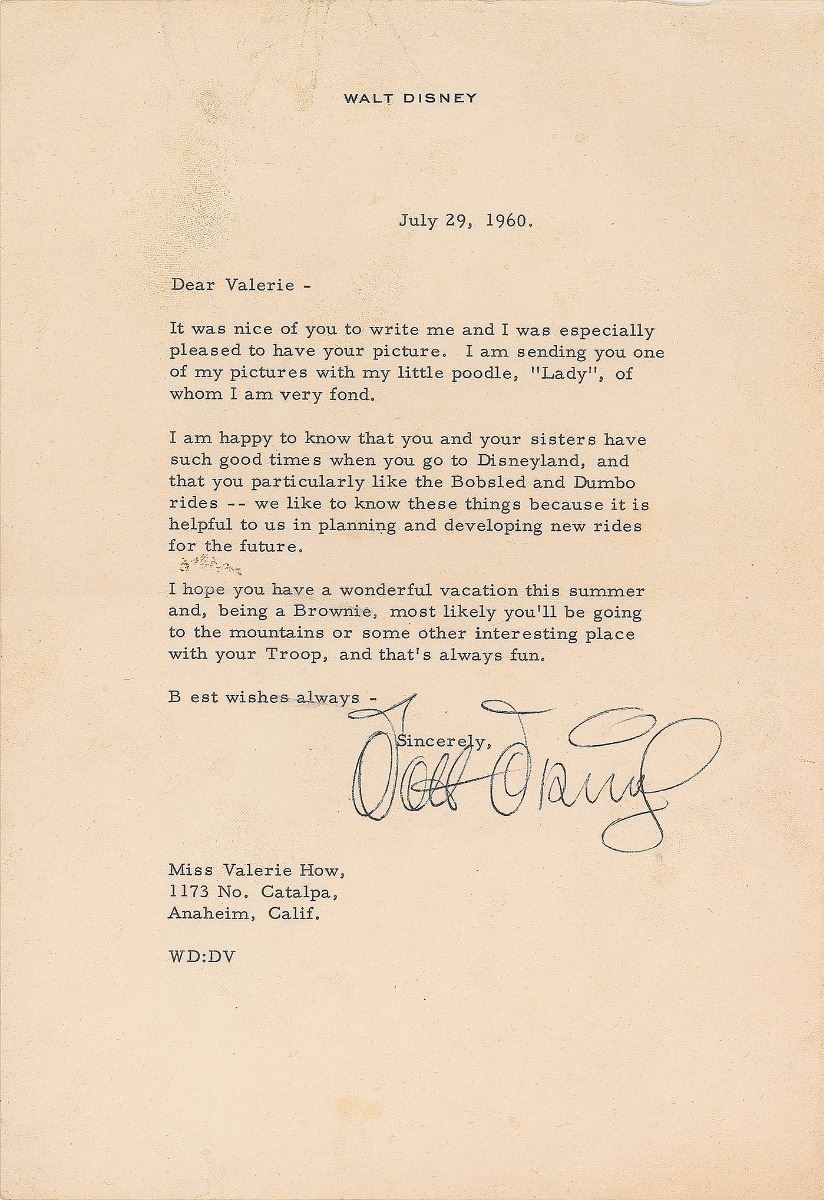 WALT DISNEY
July 29, 1960.
Dear Valerie -
It was nice of you to write me and I was especially
pleased to have your picture.  I am sending you one
of my pictures with my little poodle, "Lady", of
whom I am very fond.
I am happy to know that you and your sisters have
such good times when you go to Disneyland, and
that you particularly like the Bobsled and Dumbo
rides -- we like to know these things because it is
helpful to us in planning and developing new rides
for the future.
I hope you have a wonderful vacation this summer
and, being a Brownie, most likely you'll be going
to the mountains or some other interesting place
with your Troop, and that's always fun.
B est wishes always -
Sincerely,
Walt Disney
Miss Valerie How,
1173 No. Catalpa,
Anaheim, Calif.
WD:DV